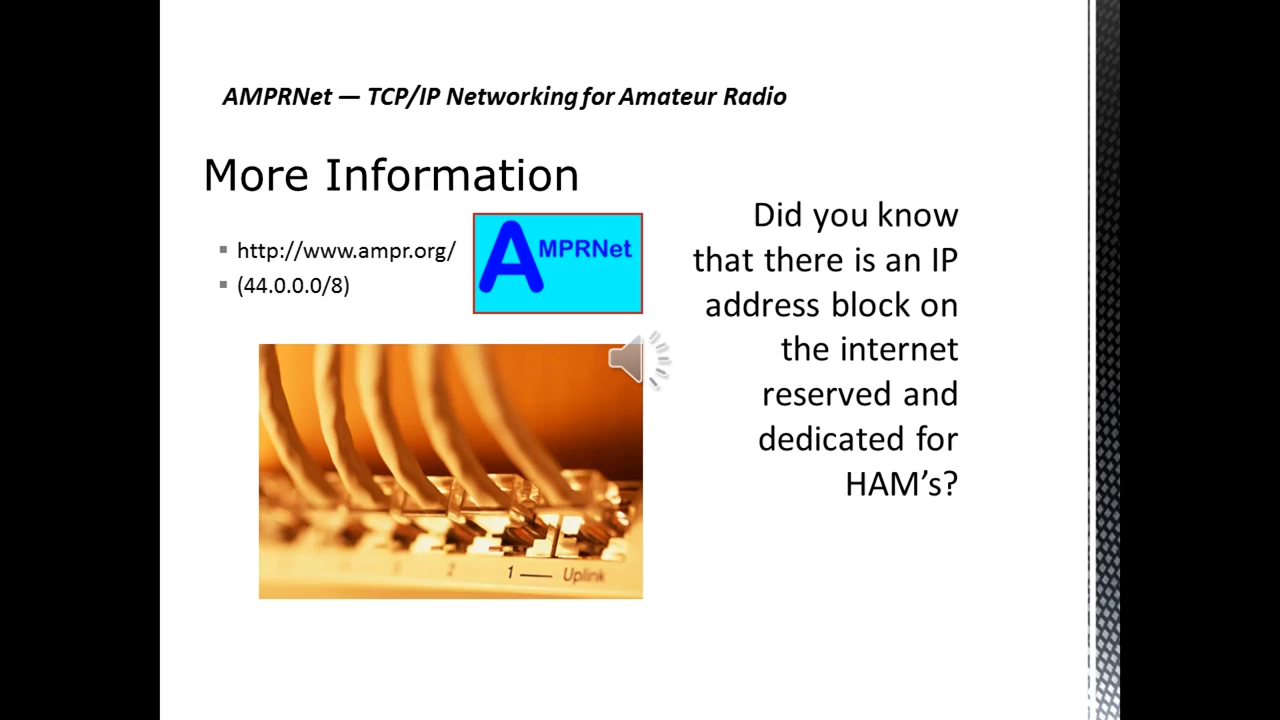 AMPRNet — TCP/IP Networking for Amateur Radio
More Information
http://www.ampr.org/
(44.0.0.0/8)
AMPRNet
Did you know
that there is an IP
address block on
the internet
reserved and
dedicated for
HAM’s?
2
1 — Uplink